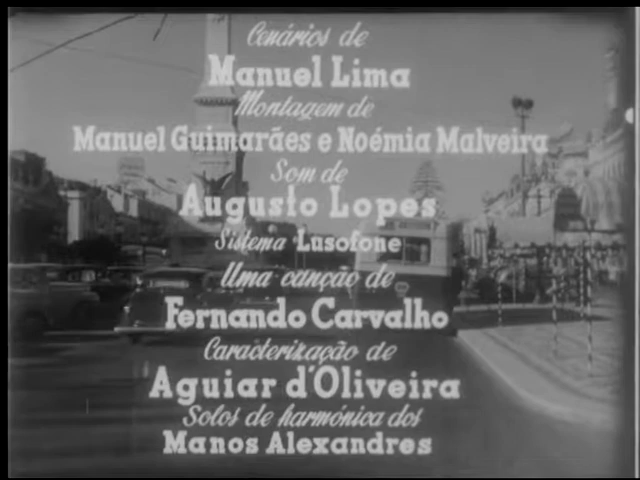 Cenários de
Manuel Lima
Montagem de
Manuel Guimarães e Noémia Malveira
Som de
Augusto Lopes
Sistema Lusofone
Uma canção de
Fernando Carvalho
Caracterização de
Aguiar d'Oliveira
Solos de harmónica dos
Manos Alexandres